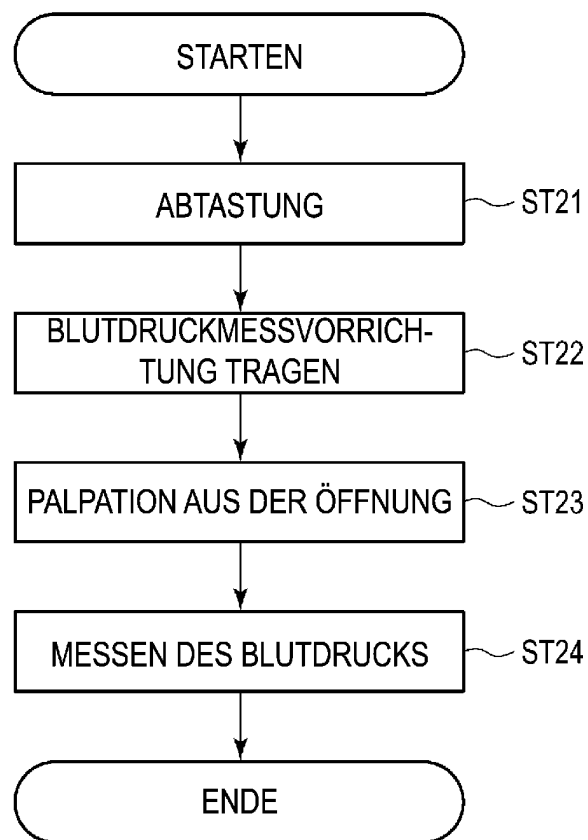 STARTEN
ABTASTUNG
ST21
BLUTDRUCKMESSVORRICH-
TUNG TRAGEN
ST22
PALPATION AUS DER ÖFFNUNG
ST23
MESSEN DES BLUTDRUCKS
ST24
ENDE